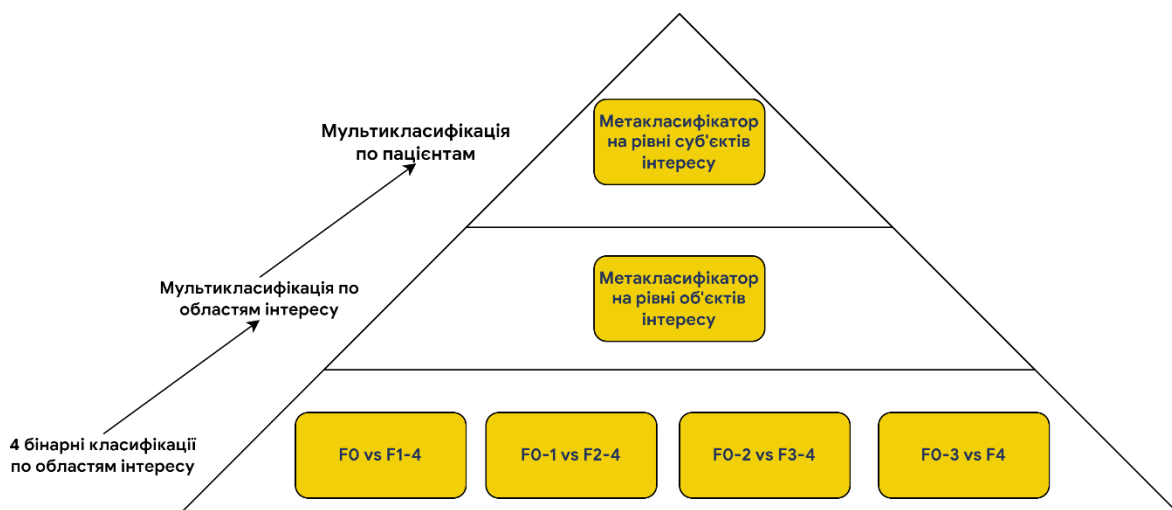 Мультикласифікація
по пацієнтам
Метакласифікатор
на рівні суб'єктів
інтересу
Мультикласифікація по
областям інтересу
Метакласифікатор
на рівні об'єктів
інтересу
4 бінарні класифікації
по областям інтересу
F0 vs F1-4
F0-1 vs F2-4
F0-2 vs F3-4
F0-3 vs F4